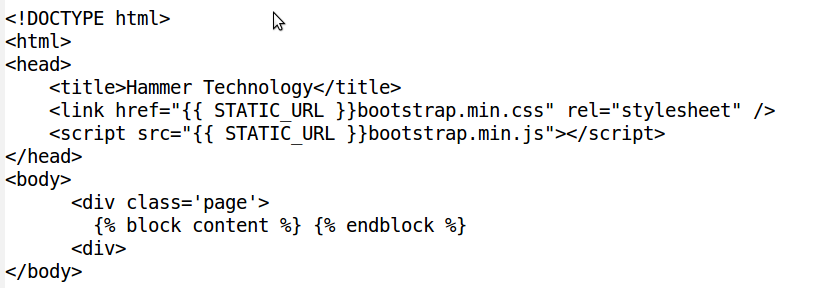 <!DOCTYPE html>
<html>
<head>
    <title>Hammer Technology</title>
    <link href="{{ STATIC_URL }}bootstrap.min.css" rel="stylesheet" />
    <script src="{{ STATIC_URL }}bootstrap.min.js"></script>
</head>
<body>
      <div class='page'>
        {% block content %} {% endblock %}
      <div>
</body>